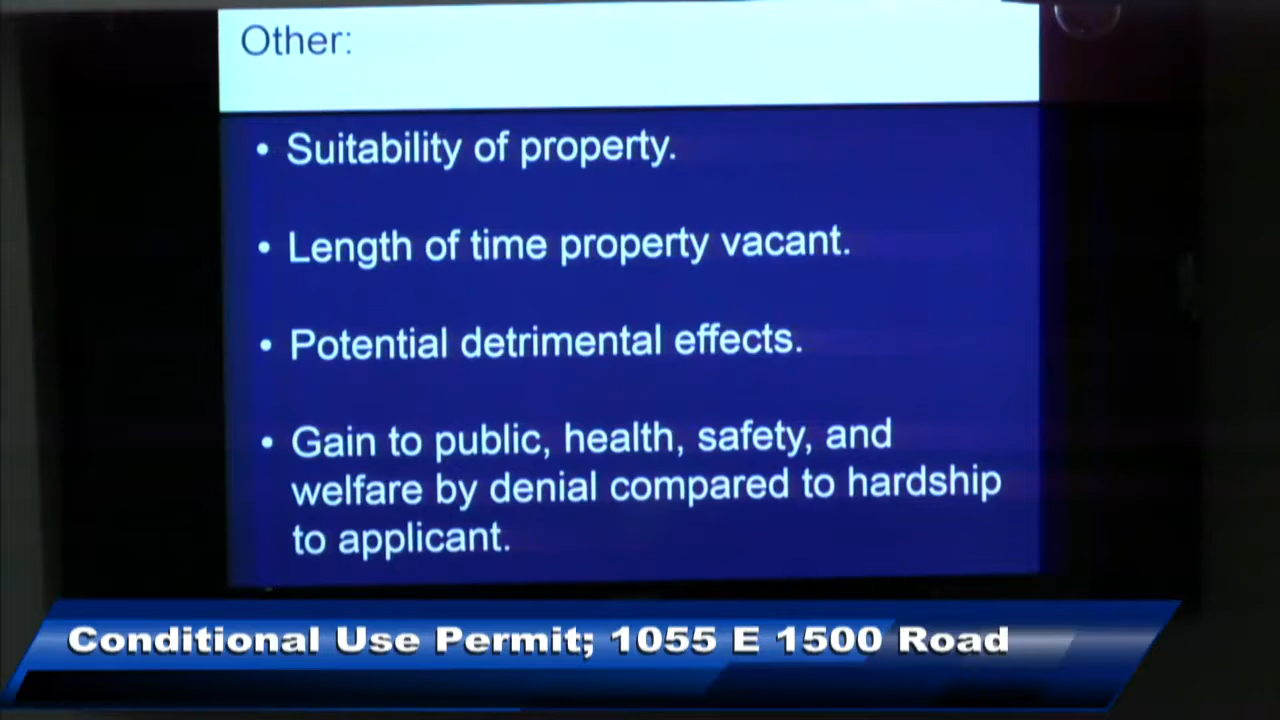 Other:
• Suitability of property.
• Length of time property vacant.
• Potential detrimental effects.
• Gain to public, health, safety, and
welfare by denial compared to hardship
to applicant.
Conditional Use Permit; 1055 E 1500 Road